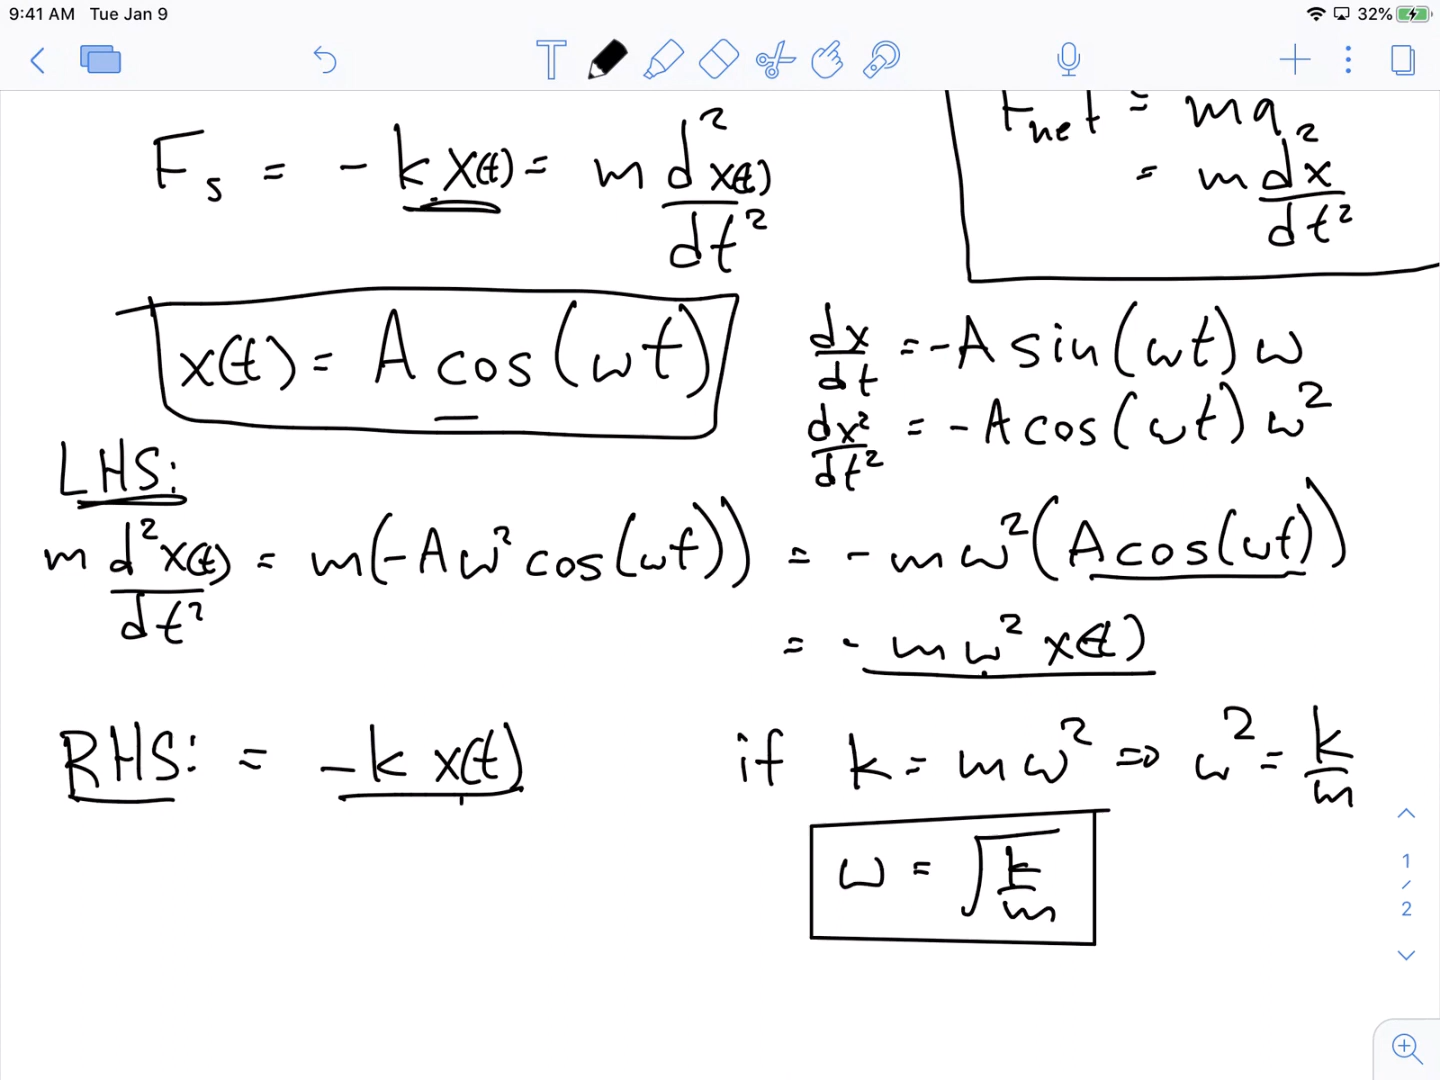 9:41 AM Tue Jan 9
32%
T
F_s = - k x(t) = m d²x(t)/dt²
F_net = ma
= m d²x/dt²
x(t) = A cos(ωt)
dx/dt = -A sin(ωt) ω
dx²/dt² = - A cos(ωt) ω²
LHS:
m d²x(t)/dt² = m(-Aω² cos(ωt)) = - mω²(A cos(ωt))
= - mω² x(t)
RHS: = -k x(t)
if k = mω² ⇒ ω² = k/m
ω = √(k/m)
1
/
2